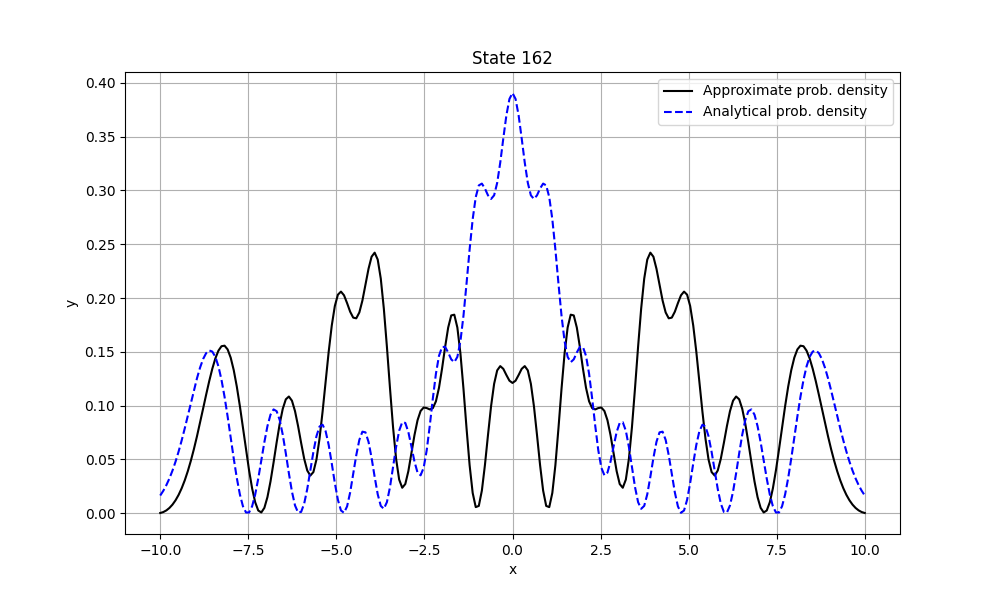 State 162
Approximate prob. density
Analytical prob. density
0.40
0.35
0.30
0.25
0.20
0.15
0.10
0.05
0.00
y
−10.0 −7.5 −5.0 −2.5 0.0 2.5 5.0 7.5 10.0
x